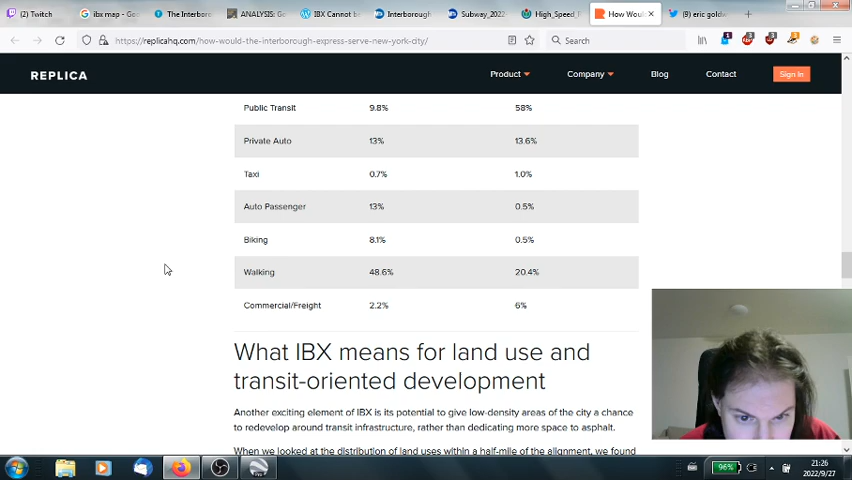 Twitch
ibx map - Go
The Interboro
ANALYSIS: Go
IBX Cannot be
Interborough
Subway_2022-
High_Speed_R
How Woul
(9) eric goldw
https://replicahq.com/how-would-the-interborough-express-serve-new-york-city/
Search
REPLICA
Product
Company
Blog
Contact
Sign In
Public Transit 9.8% 58%
Private Auto 13% 13.6%
Taxi 0.7% 1.0%
Auto Passenger 13% 0.5%
Biking 8.1% 0.5%
Walking 48.6% 20.4%
Commercial/Freight 2.2% 6%
What IBX means for land use and
transit-oriented development
Another exciting element of IBX is its potential to give low-density areas of the city a chance
to redevelop around transit infrastructure, rather than dedicating more space to asphalt.
When we looked at the distribution of land uses within a half-mile of the alignment, we found
96%
21:26
2022/9/27